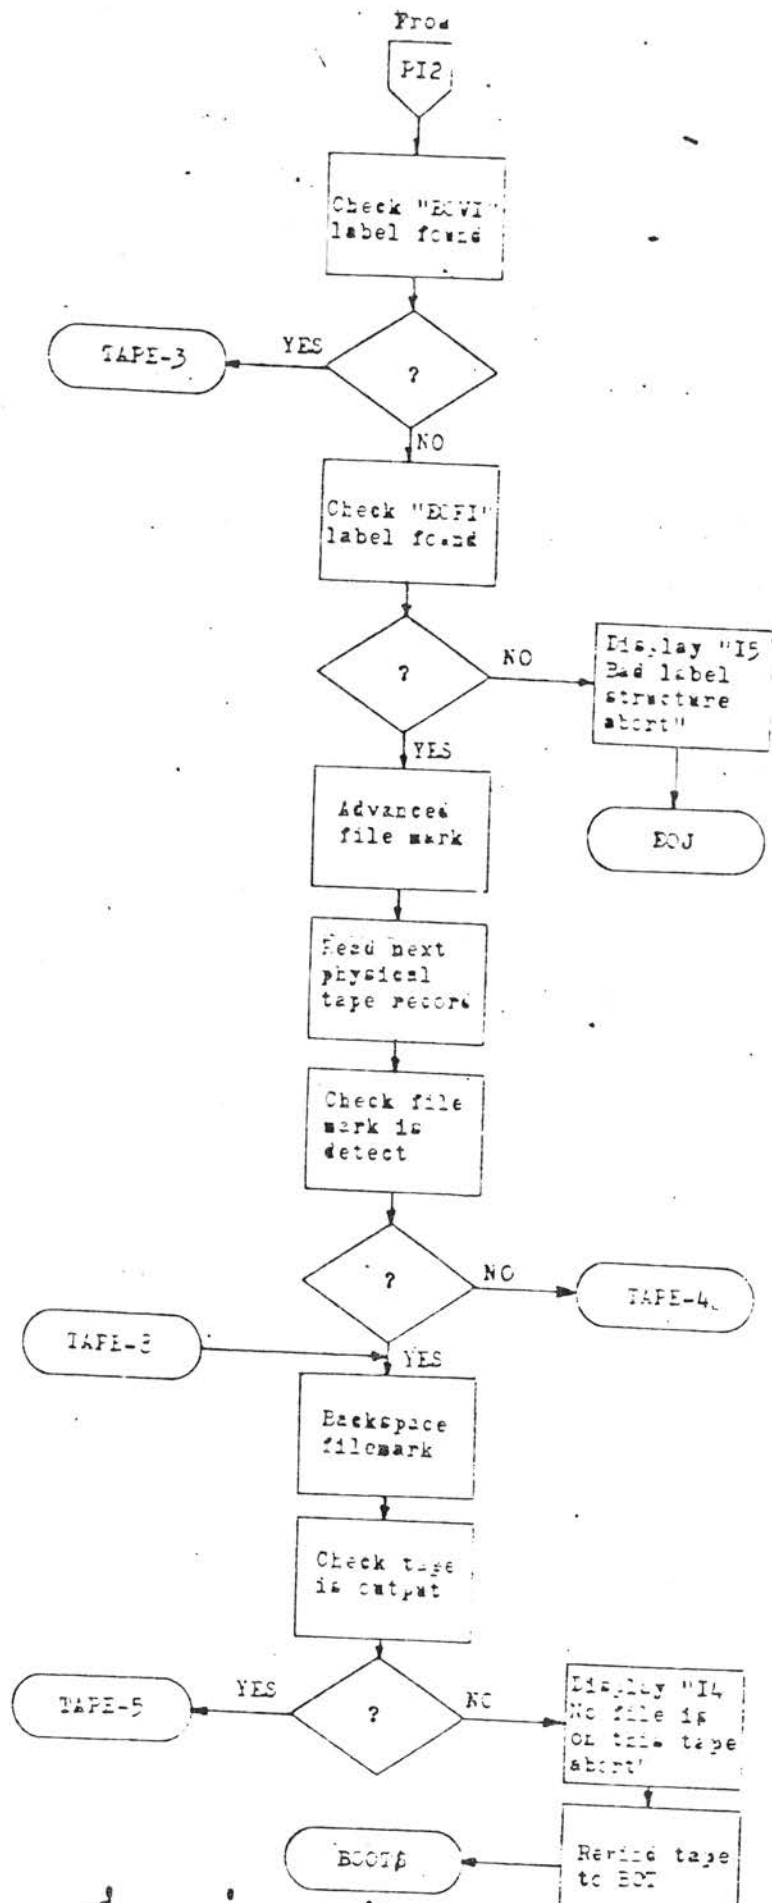 From
PI2
Check "EOVI"
label found
TAPE-3
YES
?
NO
Check "EOFI"
label found
?
NO
Display "I5
Bad label
structure
abort"
YES
EOJ
Advanced
file mark
Read next
physical
tape record
Check file
mark is
detect
?
NO
TAPE-4
TAPE-8
YES
Backspace
filemark
Check tape
is output
TAPE-5
YES
?
NO
Display "I4
No file is
on this tape
abort"
Rewind tape
to BOT